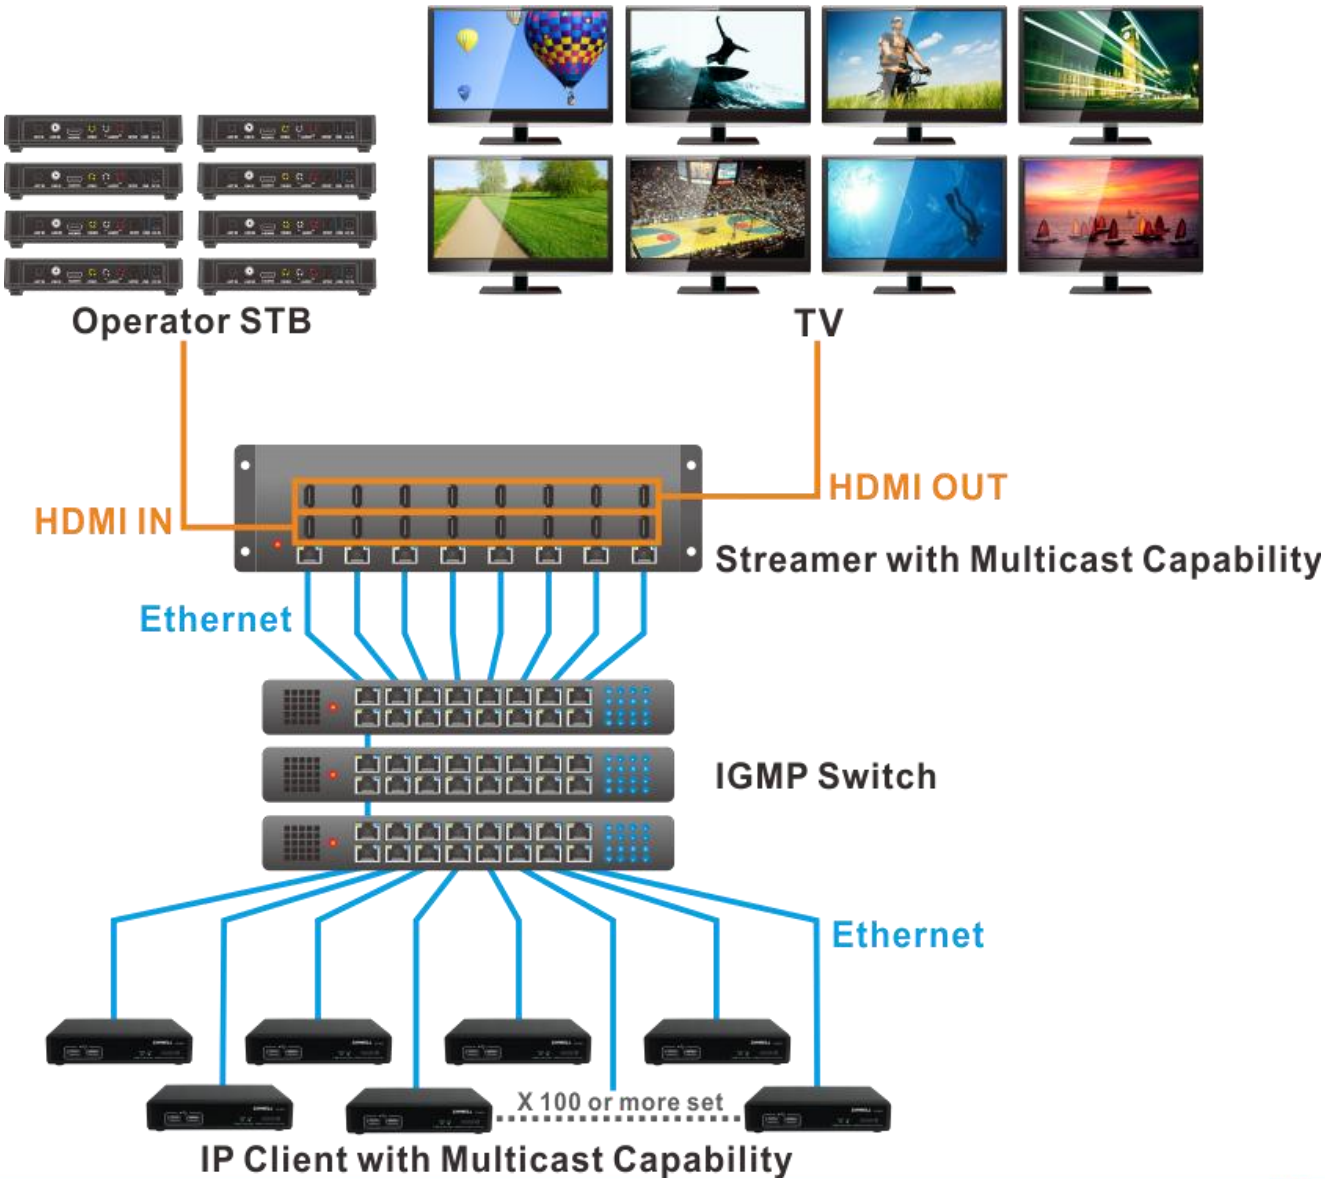 Operator STB
TV
HDMI OUT
HDMI IN
Streamer with Multicast Capability
Ethernet
IGMP Switch
Ethernet
X 100 or more set
IP Client with Multicast Capability